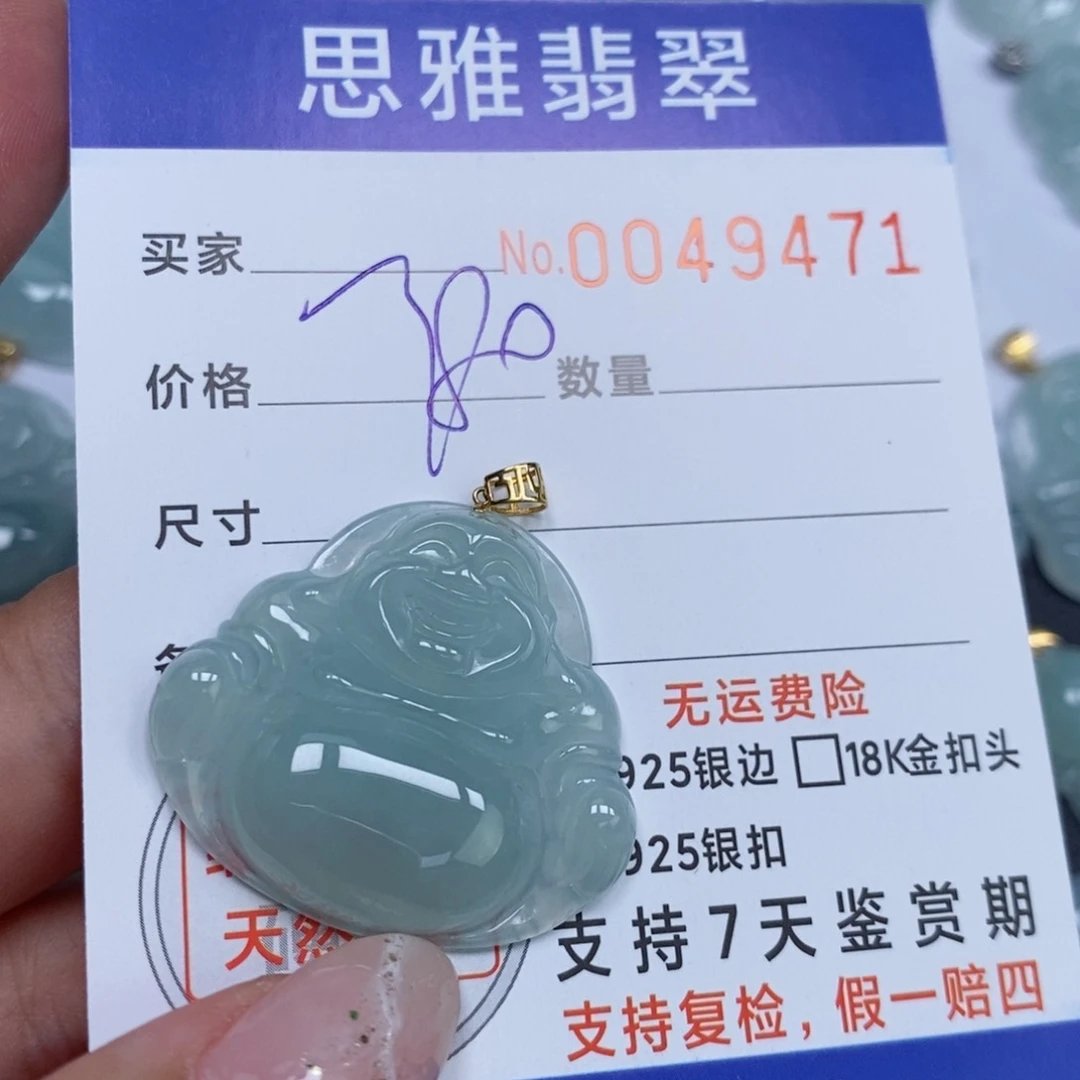 思雅翡翠
买家 No.0049471
价格 780 数量
尺寸
无运费险
925银边 □18K金扣头
925银扣
天然
支持7天鉴赏期
支持复检，假一赔四